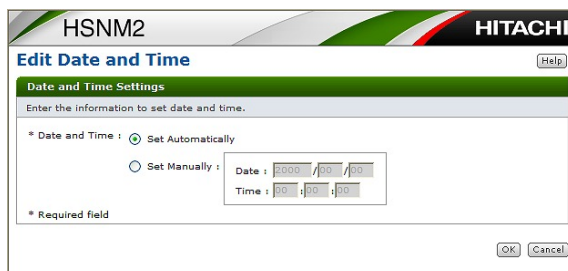 HSNM2
HITACHI
Edit Date and Time
Help
Date and Time Settings
Enter the information to set date and time.
* Date and Time : Set Automatically
Set Manually : Date : 2000 /00 /00
Time : 00 :00 :00
* Required field
OK Cancel